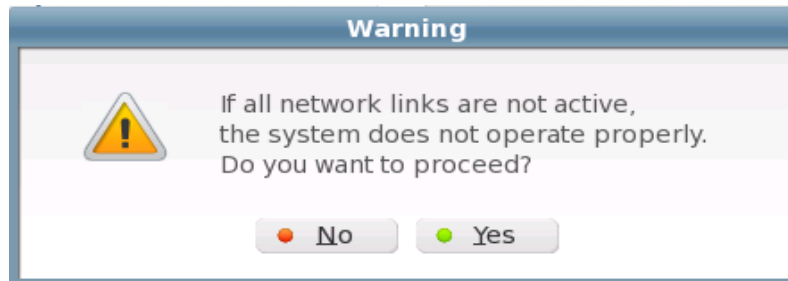 Warning
If all network links are not active,
the system does not operate properly.
Do you want to proceed?
No Yes